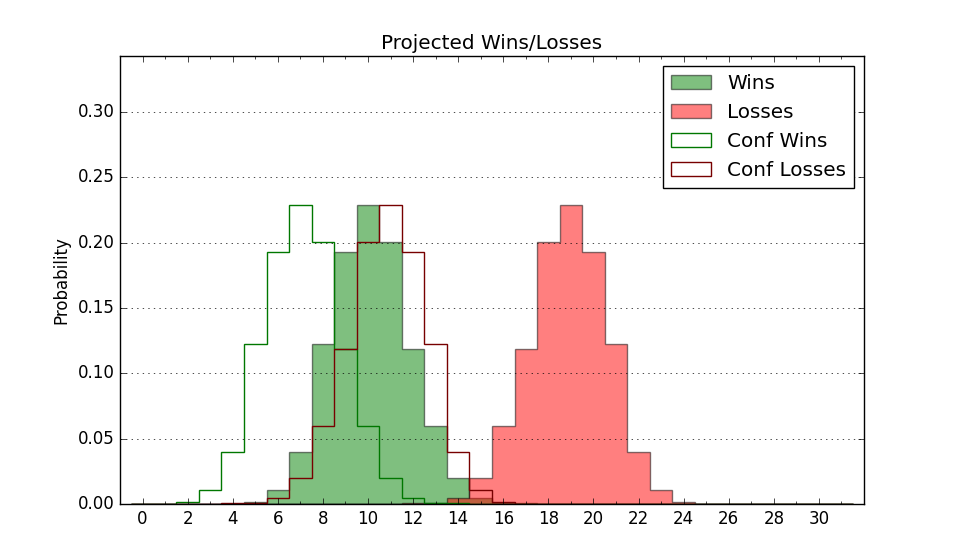 Projected Wins/Losses
Wins
Losses
Conf Wins
Conf Losses
Probability
0.30
0.25
0.20
0.15
0.10
0.05
0.00
0 2 4 6 8 10 12 14 16 18 20 22 24 26 28 30